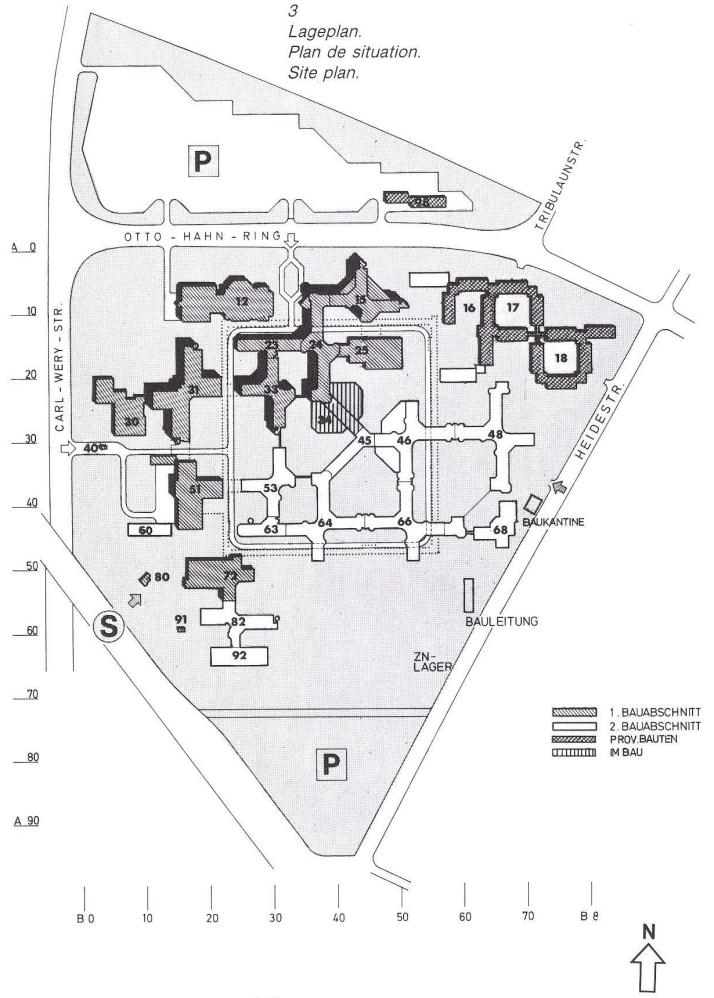 3
Lageplan.
Plan de situation.
Site plan.
P
98
TRIBULAUNSTR.
OTTO-HAHN-RING
A 0
10
20
30
40
50
60
70
80
A 90
CARL-WERY-STR.
HEIDESTR.
12
15
16
17
18
23
24
25
30
31
33
34
40
45
46
48
51
53
60
63
64
66
68
72
80
82
91
92
S
BAUKANTINE
BAULEITUNG
ZN-
LAGER
P
1. BAUABSCHNITT
2. BAUABSCHNITT
PROV. BAUTEN
IM BAU
B 0
10
20
30
40
50
60
70
B 8
N